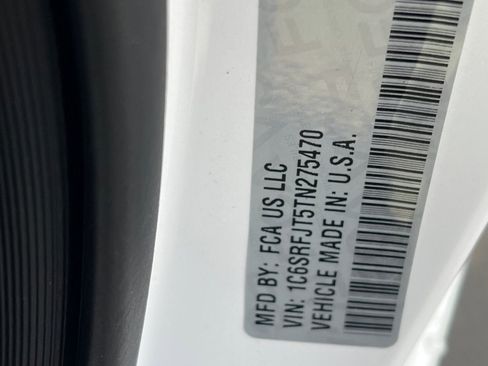 MFD BY: FCA US LLC
VIN: 1C6SRFJT5TN275470
VEHICLE MADE IN: U.S.A.